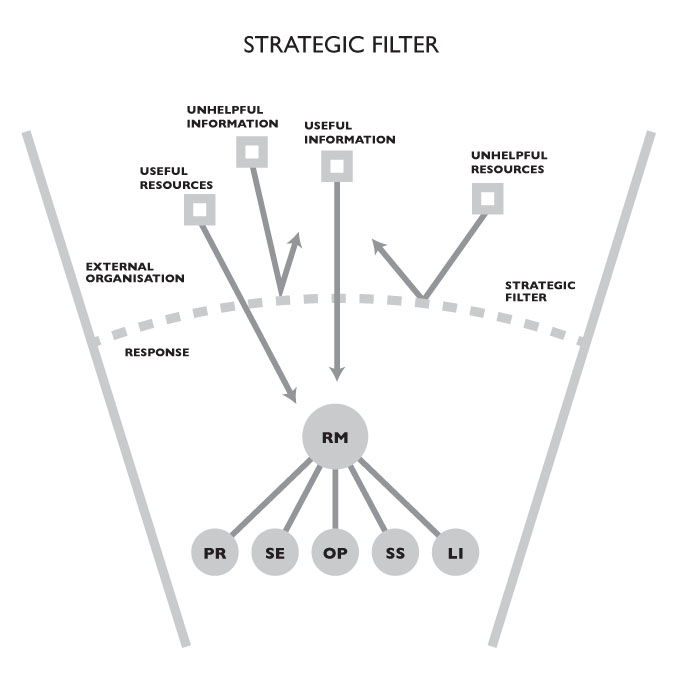 STRATEGIC FILTER
UNHELPFUL
INFORMATION
USEFUL
INFORMATION
USEFUL
RESOURCES
UNHELPFUL
RESOURCES
EXTERNAL
ORGANISATION
STRATEGIC
FILTER
RESPONSE
RM
PR
SE
OP
SS
LI